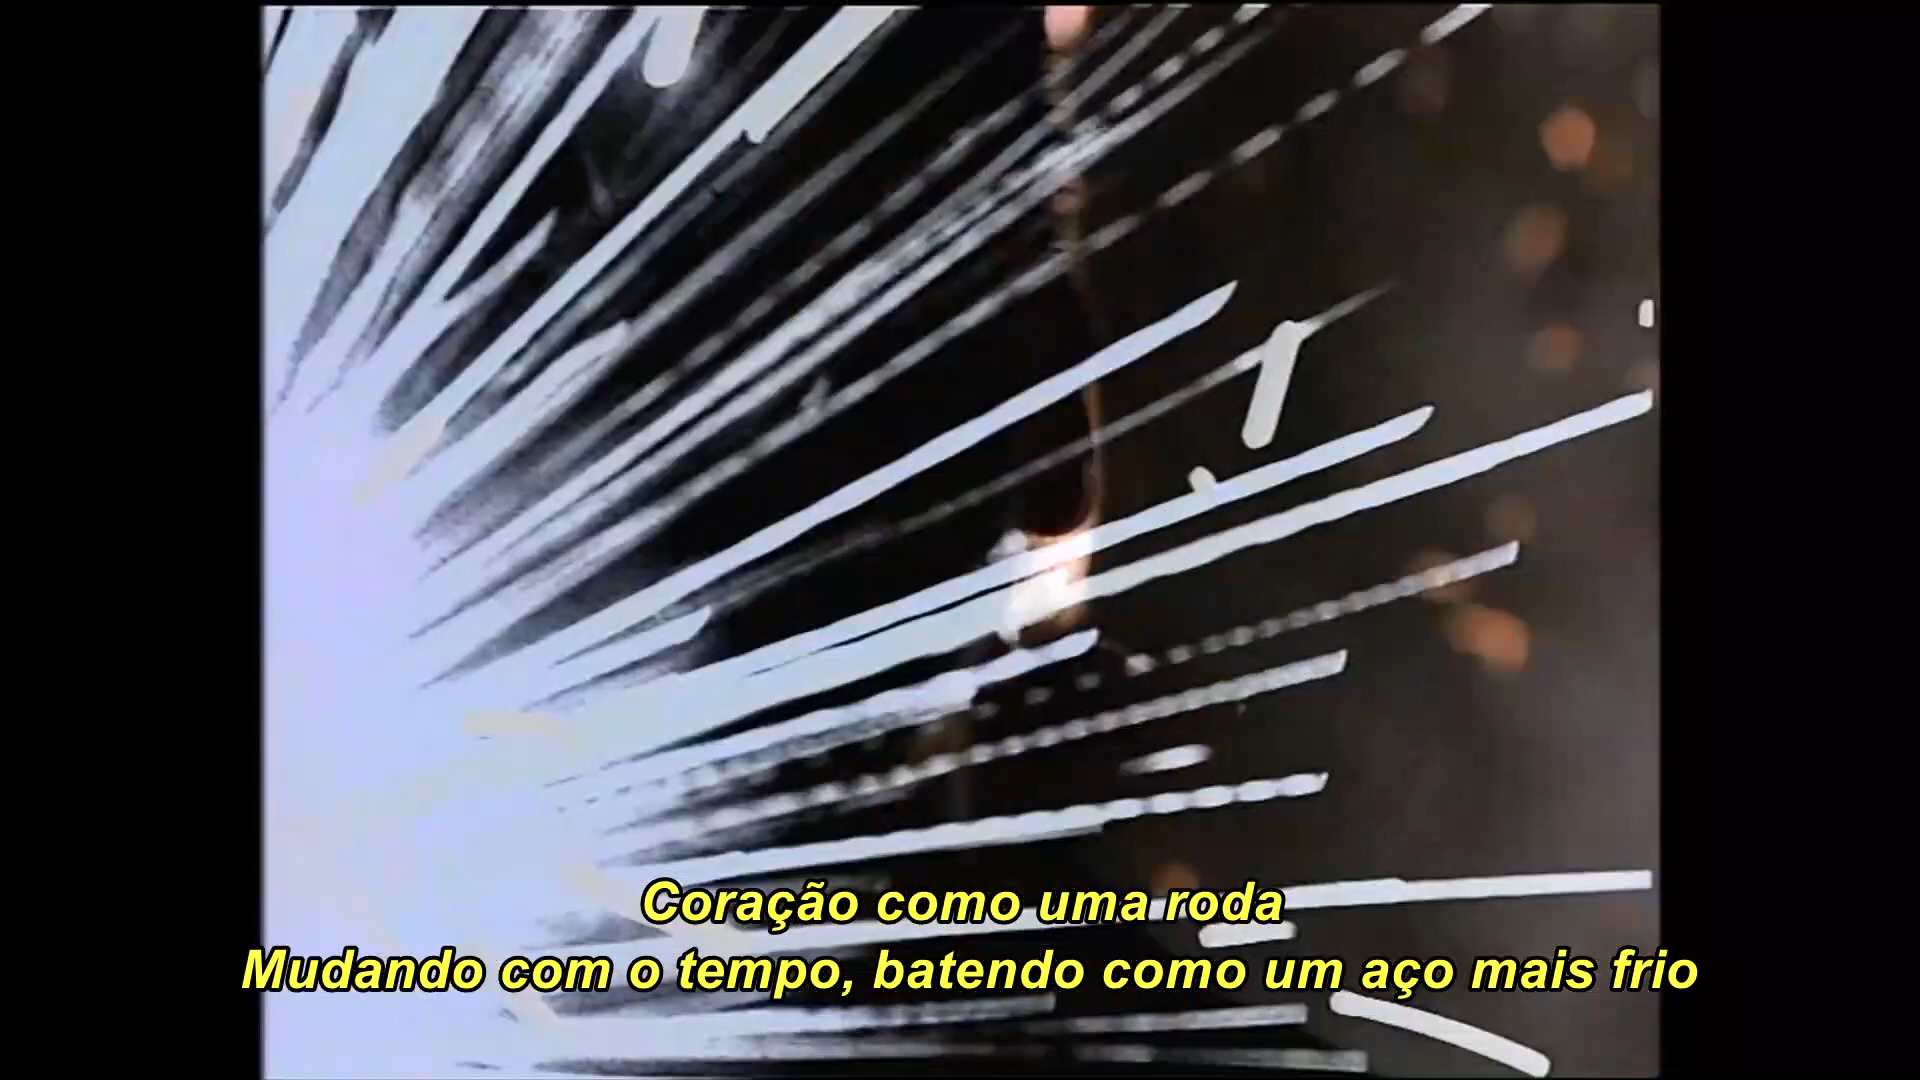 Coração como uma roda
Mudando com o tempo, batendo como um aço mais frio